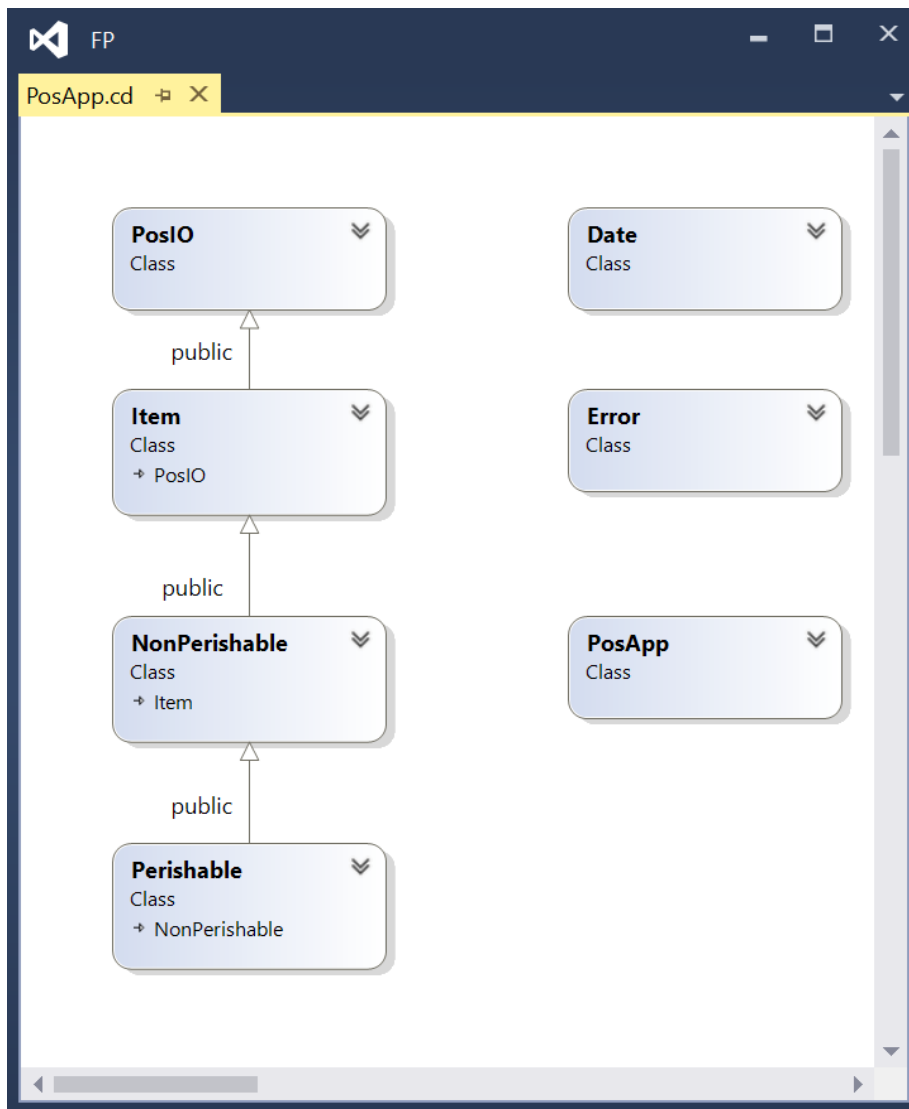 FP
PosApp.cd
PosIO
Class
public
Item
Class
PosIO
public
NonPerishable
Class
Item
public
Perishable
Class
NonPerishable
Date
Class
Error
Class
PosApp
Class